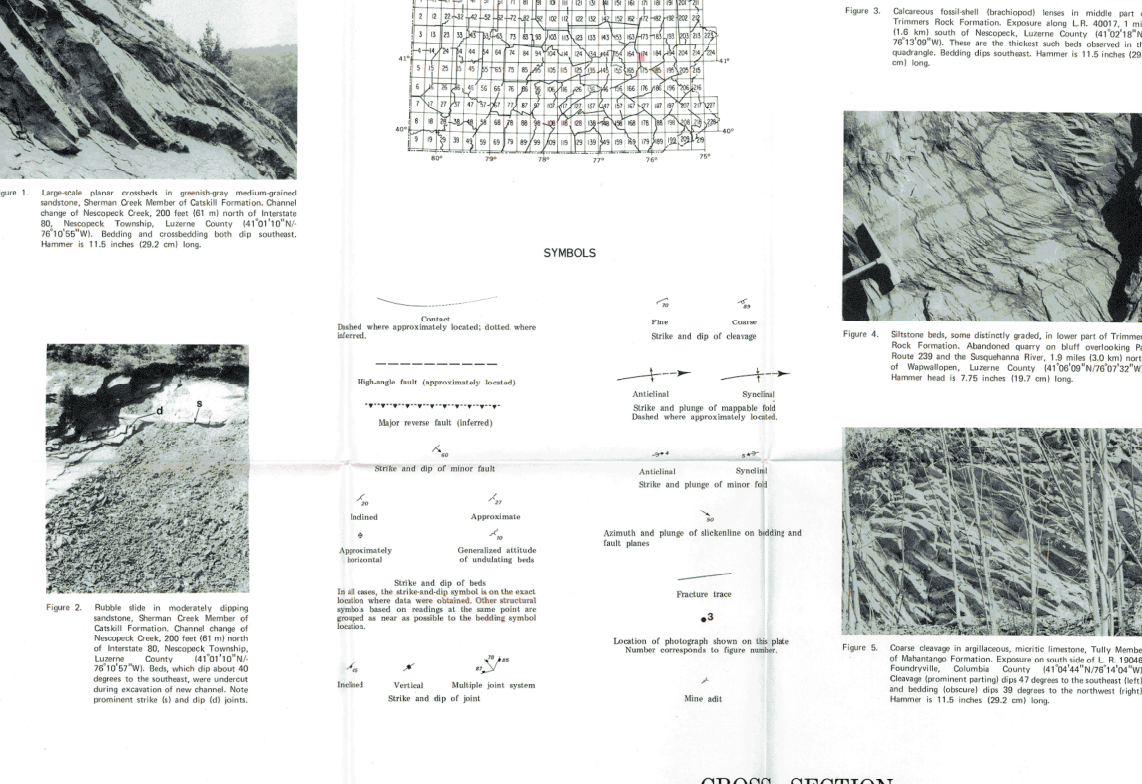 41°
41°
40°
40°
80°
79°
78°
77°
76°
75°
Figure 3. Calcareous fossil-shell (brachiopod) lenses in middle part
Trimmers Rock Formation. Exposure along L.R. 40017, 1 mi
(1.6 km) south of Nescopeck, Luzerne County (41°02'18"N
76°13'09"W). These are the thickest such beds observed in
quadrangle. Bedding dips southeast. Hammer is 11.5 inches (29.
cm) long.
Figure 1. Large-scale planar crossbeds in greenish-gray medium-grained
sandstone, Sherman Creek Member of Catskill Formation. Channel
change of Nescopeck Creek, 200 feet (61 m) north of Interstate
80, Nescopeck Township, Luzerne County (41°01'10"N/-
76°10'55"W). Bedding and crossbedding both dip southeast.
Hammer is 11.5 inches (29.2 cm) long.
SYMBOLS
Contact
Dashed where approximately located; dotted where
inferred.
High-angle fault (approximately located)
Major reverse fault (inferred)
60
Strike and dip of minor fault
20
27
Inclined
Approximate
10
Approximately
horizontal
Generalized attitude
of undulating beds
Strike and dip of beds
In all cases, the strike-and-dip symbol is on the exact
location where data were obtained. Other structural
symbols based on readings at the same point are
grouped as near as possible to the bedding symbol
location.
78
85
87
15
Inclined
Vertical
Multiple joint system
Strike and dip of joint
70
89
Fine
Coarse
Strike and dip of cleavage
Anticlinal
Synclinal
Strike and plunge of mappable fold
Dashed where approximately located.
4
5
Anticlinal
Synclinal
Strike and plunge of minor fold
50
Azimuth and plunge of slickenline on bedding and
fault planes
Fracture trace
3
Location of photograph shown on this plate
Number corresponds to figure number.
Mine adit
d
s
Figure 2. Rubble slide in moderately dipping
sandstone, Sherman Creek Member of
Catskill Formation. Channel change of
Nescopeck Creek, 200 feet (61 m) north
of Interstate 80, Nescopeck Township,
Luzerne County (41°01'10"N/-
76°10'57"W). Beds, which dip about 40
degrees to the southeast, were undercut
during excavation of new channel. Note
prominent strike (s) and dip (d) joints.
Figure 4. Siltstone beds, some distinctly graded, in lower part of Trimmer
Rock Formation. Abandoned quarry on bluff overlooking Pa
Route 239 and the Susquehanna River, 1.9 miles (3.0 km) nort
of Wapwallopen, Luzerne County (41°06'09"N/76°07'32"W)
Hammer head is 7.75 inches (19.7 cm) long.
Figure 5. Coarse cleavage in argillaceous, micritic limestone, Tully Membe
of Mahantango Formation. Exposure on south side of L. R. 19046
Foundryville, Columbia County (41°04'44"N/76°14'04"W)
Cleavage (prominent parting) dips 47 degrees to the southeast (left)
and bedding (obscure) dips 39 degrees to the northwest (right)
Hammer is 11.5 inches (29.2 cm) long.
CROSS SECTION